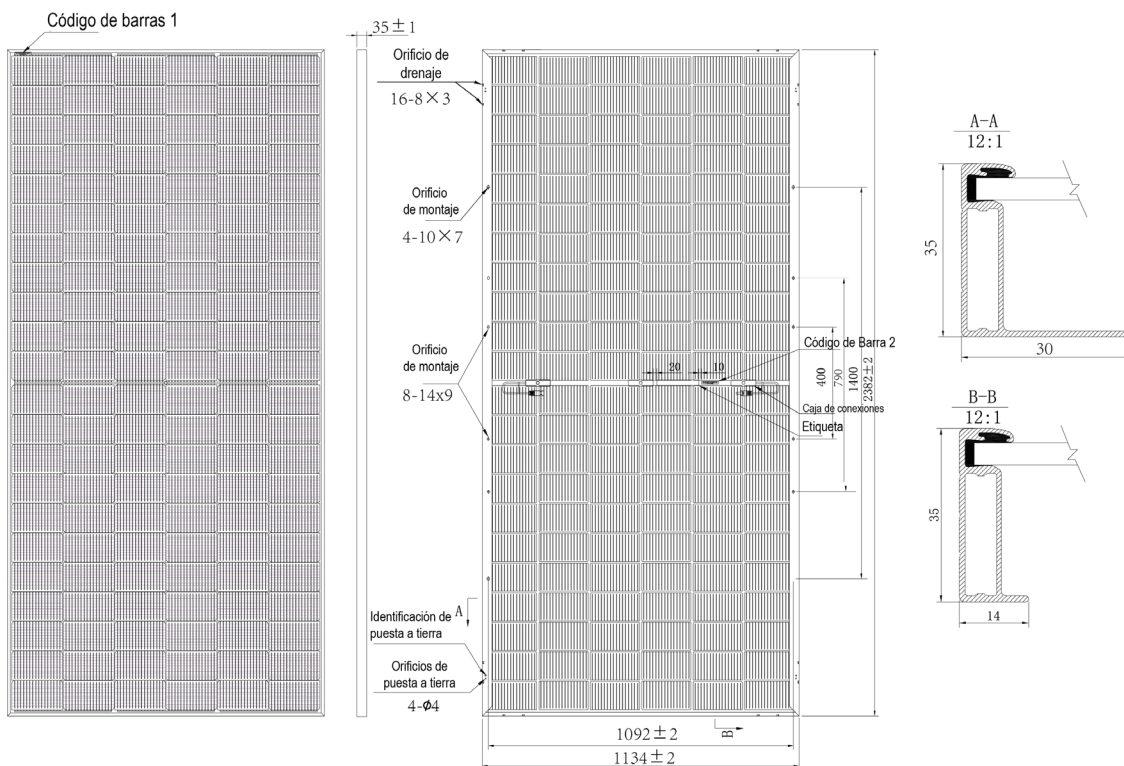 Código de barras 1
35±1
Orificio de
drenaje
16-8×3
Orificio
de montaje
4-10×7
Orificio
de montaje
8-14x9
Identificación de
puesta a tierra
A
Orificios de
puesta a tierra
4-ϕ4
20
10
Código de Barra 2
Caja de conexiones
Etiqueta
400
790
1400
2382±2
1092±2
B
1134±2
A-A
12:1
35
30
B-B
12:1
35
14